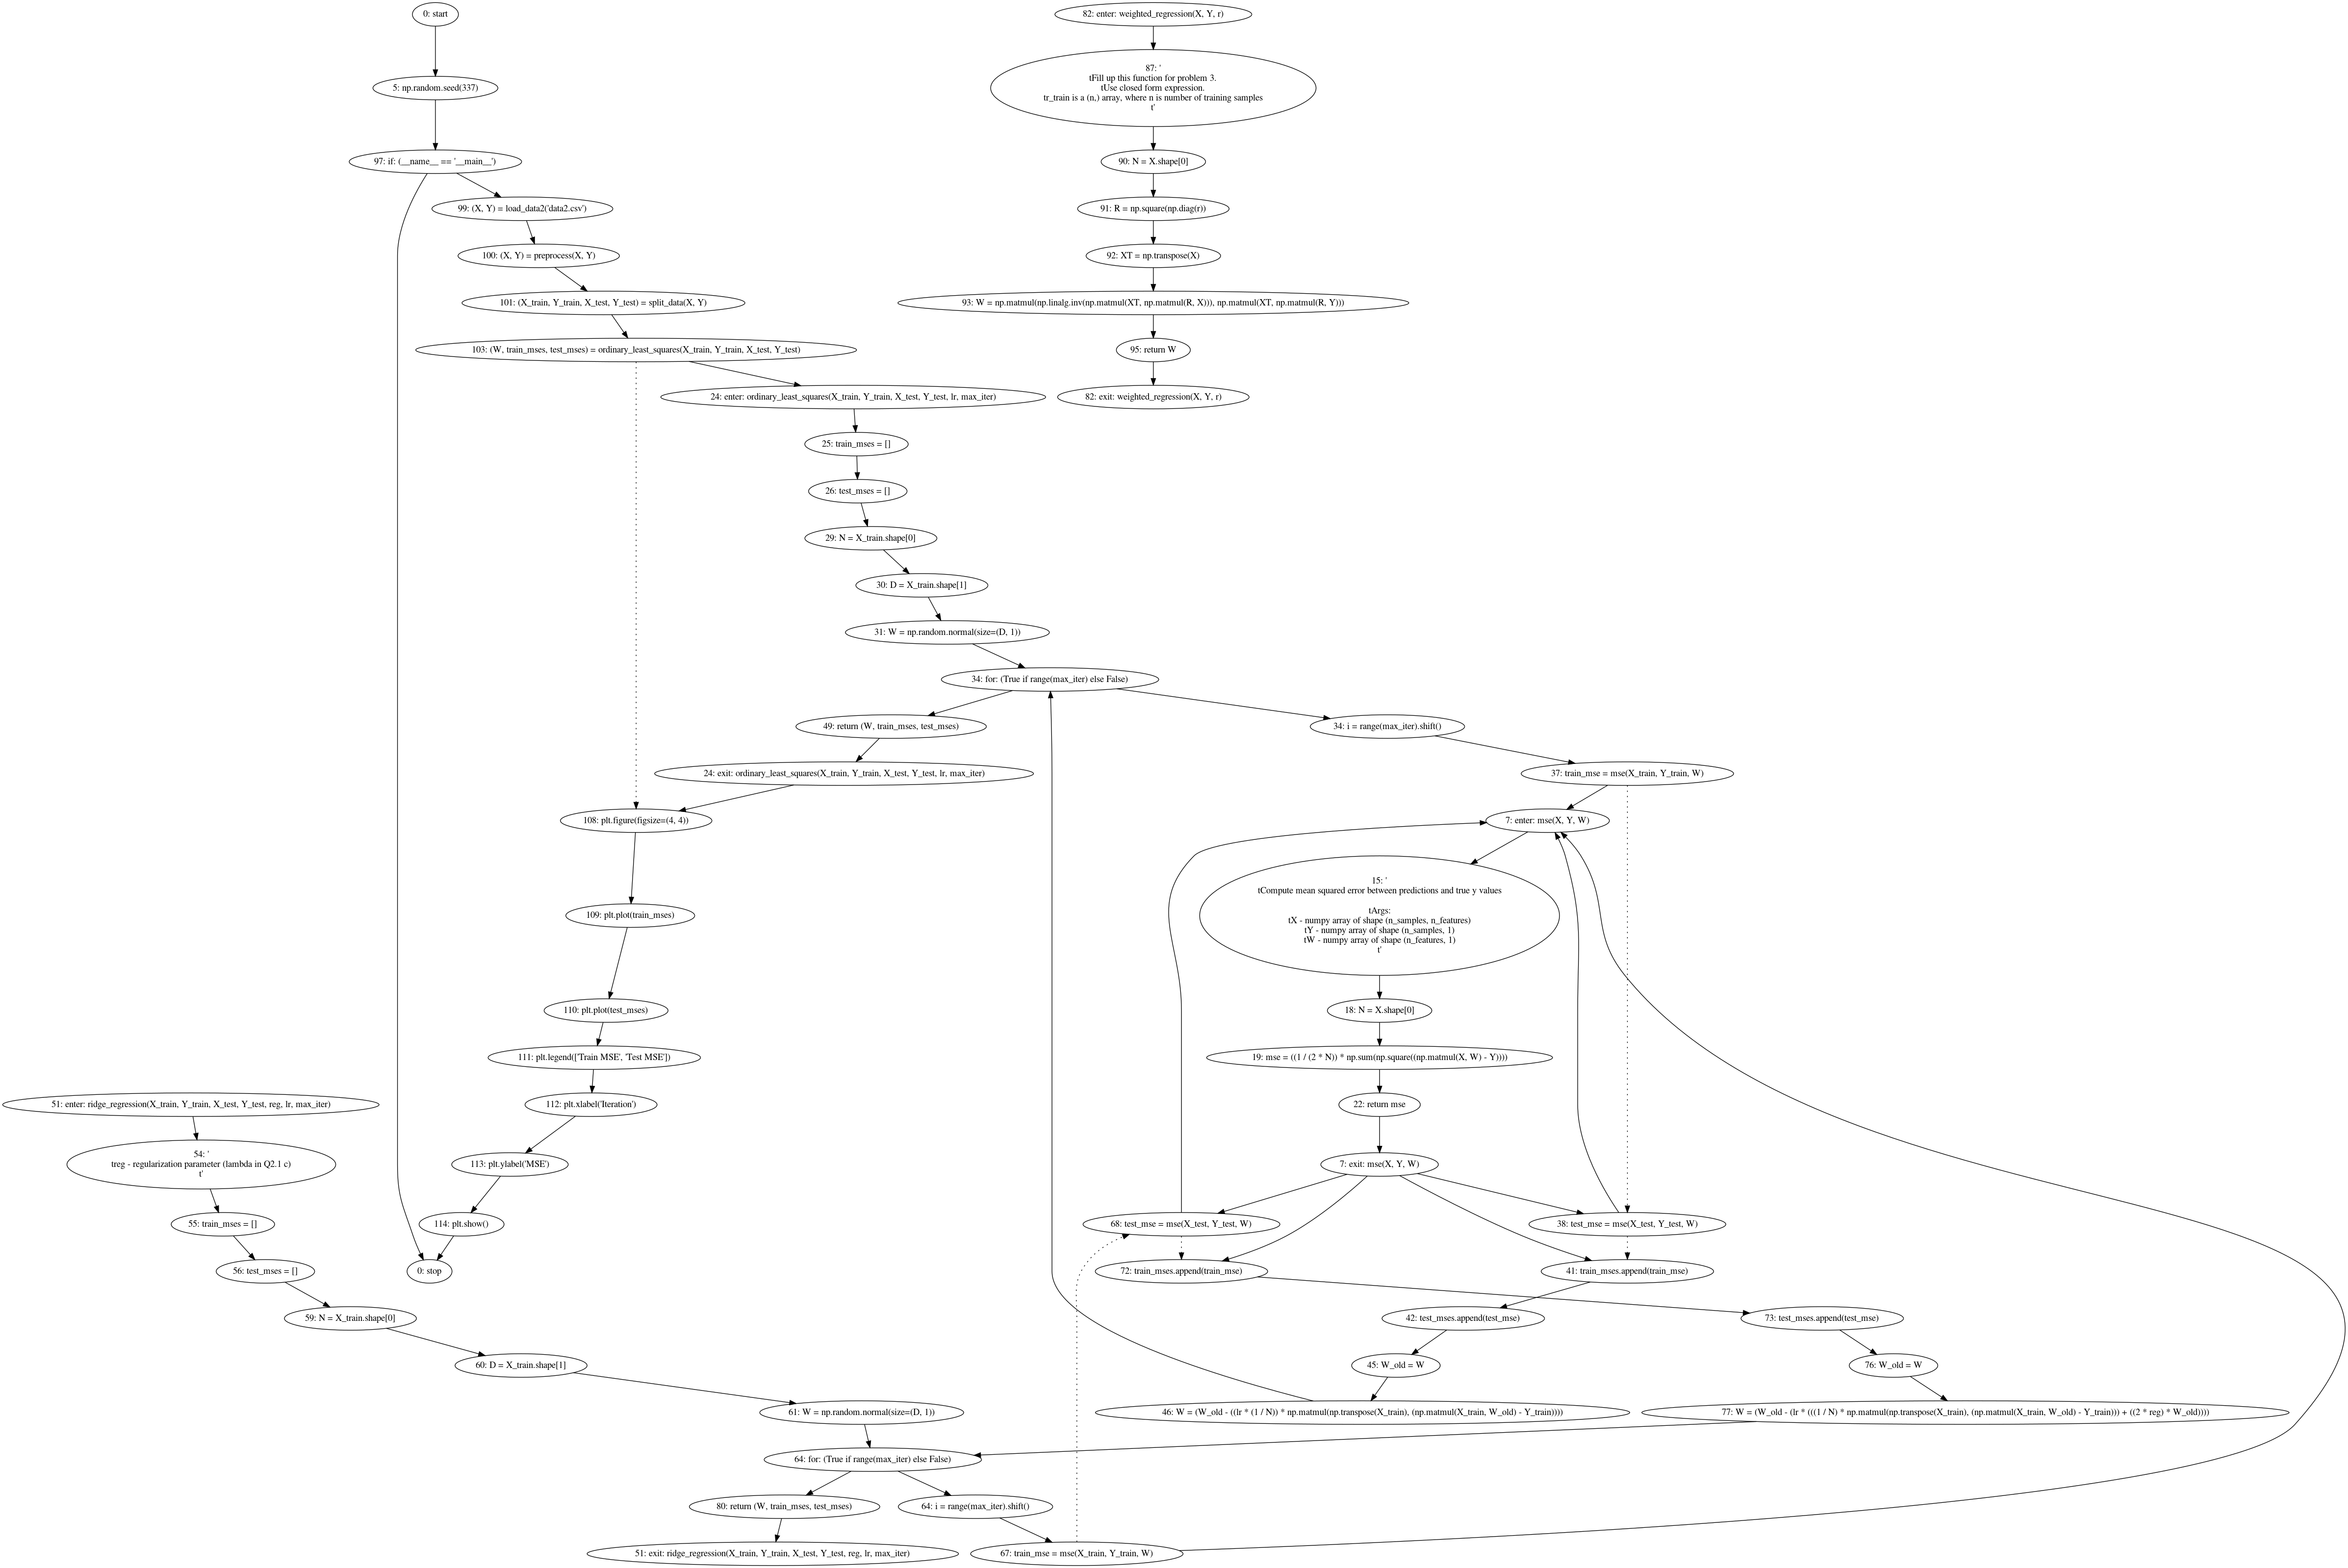 0: start
5: np.random.seed(337)
97: if: (__name__ == '__main__')
99: (X, Y) = load_data2('data2.csv')
100: (X, Y) = preprocess(X, Y)
101: (X_train, Y_train, X_test, Y_test) = split_data(X, Y)
103: (W, train_mses, test_mses) = ordinary_least_squares(X_train, Y_train, X_test, Y_test)
82: enter: weighted_regression(X, Y, r)
87: '
tFill up this function for problem 3.
tUse closed form expression.
tr_train is a (n,) array, where n is number of training samples
t'
90: N = X.shape[0]
91: R = np.square(np.diag(r))
92: XT = np.transpose(X)
93: W = np.matmul(np.linalg.inv(np.matmul(XT, np.matmul(R, X))), np.matmul(XT, np.matmul(R, Y)))
95: return W
82: exit: weighted_regression(X, Y, r)
24: enter: ordinary_least_squares(X_train, Y_train, X_test, Y_test, lr, max_iter)
25: train_mses = []
26: test_mses = []
29: N = X_train.shape[0]
30: D = X_train.shape[1]
31: W = np.random.normal(size=(D, 1))
34: for: (True if range(max_iter) else False)
49: return (W, train_mses, test_mses)
34: i = range(max_iter).shift()
24: exit: ordinary_least_squares(X_train, Y_train, X_test, Y_test, lr, max_iter)
37: train_mse = mse(X_train, Y_train, W)
108: plt.figure(figsize=(4, 4))
7: enter: mse(X, Y, W)
15: '
tCompute mean squared error between predictions and true y values

tArgs:
tX - numpy array of shape (n_samples, n_features)
tY - numpy array of shape (n_samples, 1)
tW - numpy array of shape (n_features, 1)
t'
109: plt.plot(train_mses)
110: plt.plot(test_mses)
18: N = X.shape[0]
111: plt.legend(['Train MSE', 'Test MSE'])
19: mse = ((1 / (2 * N)) * np.sum(np.square((np.matmul(X, W) - Y))))
51: enter: ridge_regression(X_train, Y_train, X_test, Y_test, reg, lr, max_iter)
112: plt.xlabel('Iteration')
22: return mse
54: '
treg - regularization parameter (lambda in Q2.1 c)
t'
113: plt.ylabel('MSE')
7: exit: mse(X, Y, W)
55: train_mses = []
114: plt.show()
68: test_mse = mse(X_test, Y_test, W)
38: test_mse = mse(X_test, Y_test, W)
56: test_mses = []
0: stop
72: train_mses.append(train_mse)
41: train_mses.append(train_mse)
59: N = X_train.shape[0]
42: test_mses.append(test_mse)
73: test_mses.append(test_mse)
60: D = X_train.shape[1]
45: W_old = W
76: W_old = W
61: W = np.random.normal(size=(D, 1))
46: W = (W_old - ((lr * (1 / N)) * np.matmul(np.transpose(X_train), (np.matmul(X_train, W_old) - Y_train))))
77: W = (W_old - (lr * (((1 / N) * np.matmul(np.transpose(X_train), (np.matmul(X_train, W_old) - Y_train))) + ((2 * reg) * W_old))))
64: for: (True if range(max_iter) else False)
80: return (W, train_mses, test_mses)
64: i = range(max_iter).shift()
51: exit: ridge_regression(X_train, Y_train, X_test, Y_test, reg, lr, max_iter)
67: train_mse = mse(X_train, Y_train, W)